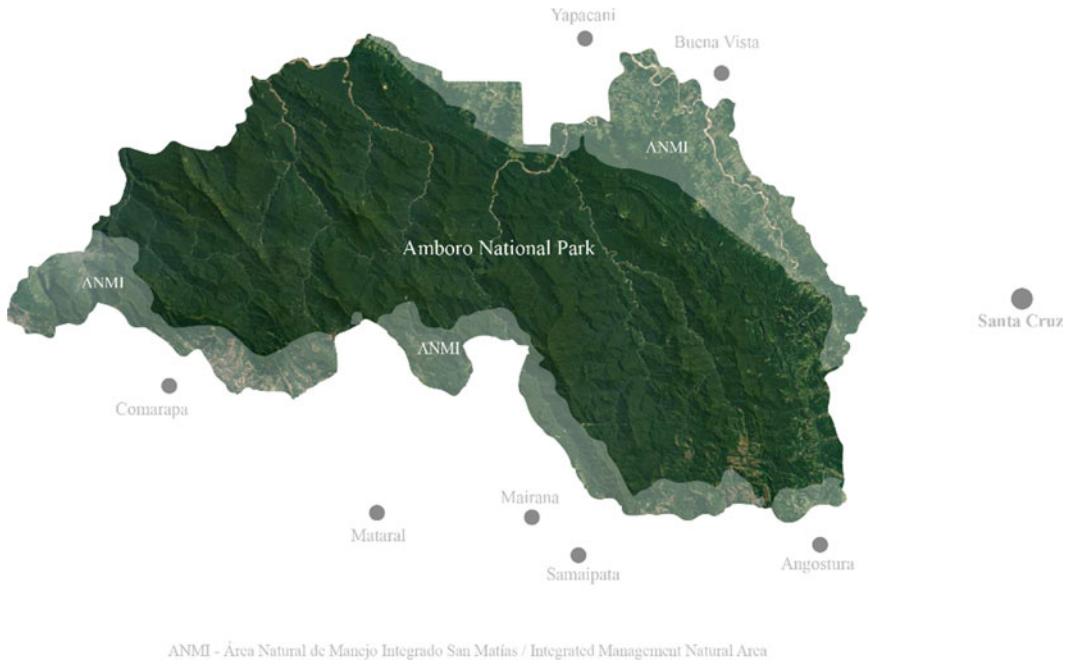 Yapacani
Buena Vista
ANMI
Amboro National Park
ANMI
Santa Cruz
ANMI
Comarapa
Mairana
Mataral
Samaipata
Angostura
ANMI - Área Natural de Manejo Integrado San Matías / Integrated Management Natural Area